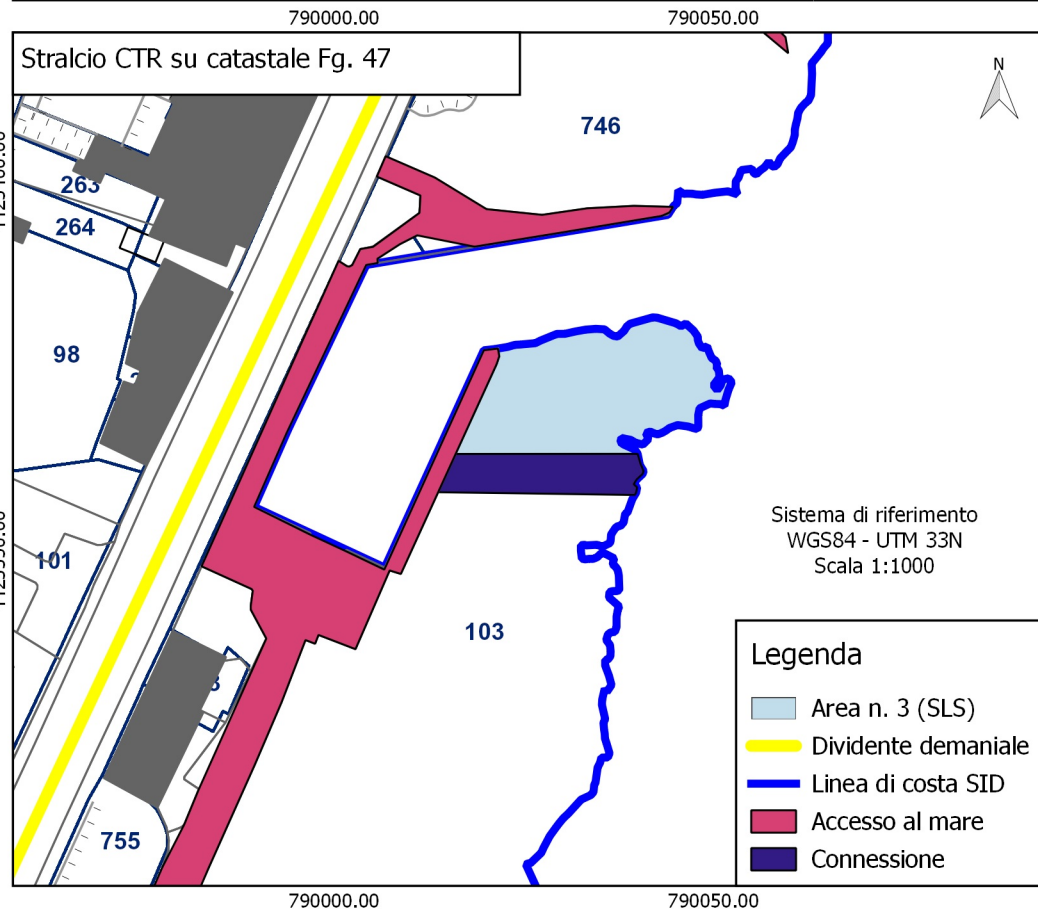 790000.00
790050.00
Stralcio CTR su catastale Fg. 47
N
746
263
264
98
101
103
755
Sistema di riferimento
WGS84 - UTM 33N
Scala 1:1000
Legenda
Area n. 3 (SLS)
Dividente demaniale
Linea di costa SID
Accesso al mare
Connessione
790000.00
790050.00